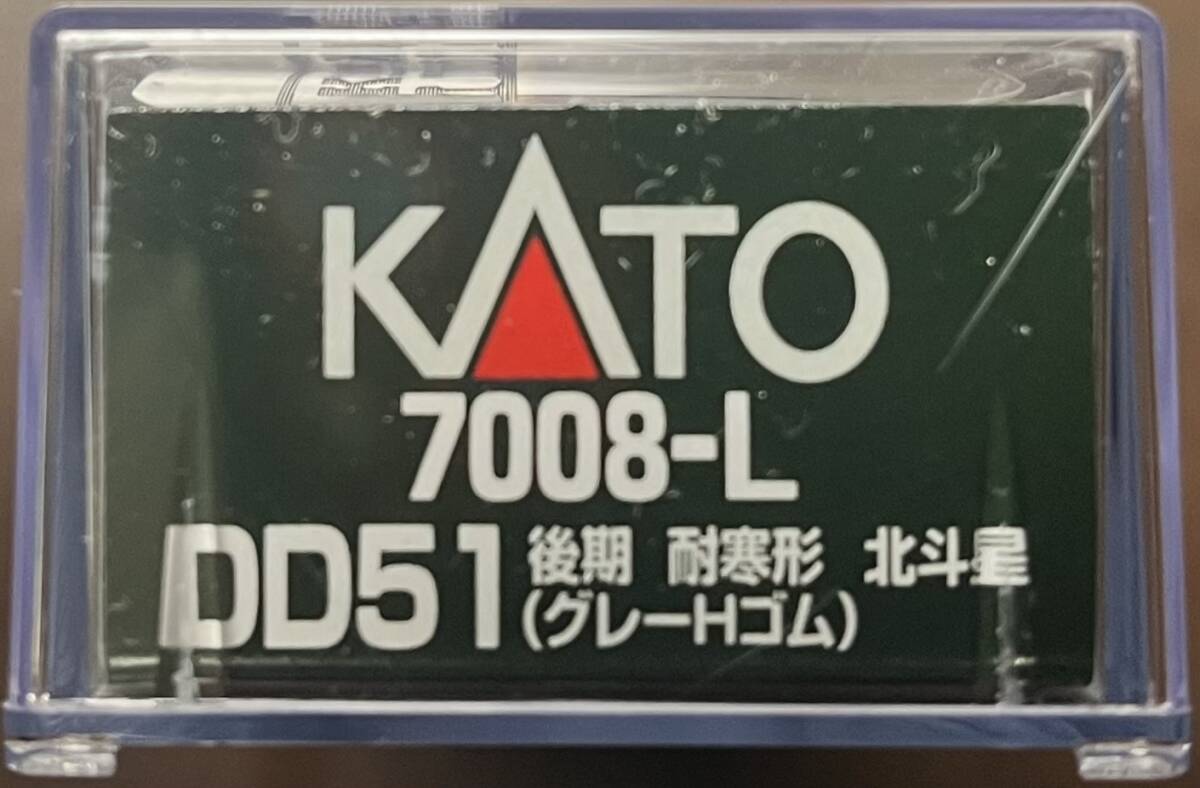 KATO
7008-L
DD51 後期 耐寒形 北斗星
(グレーHゴム)